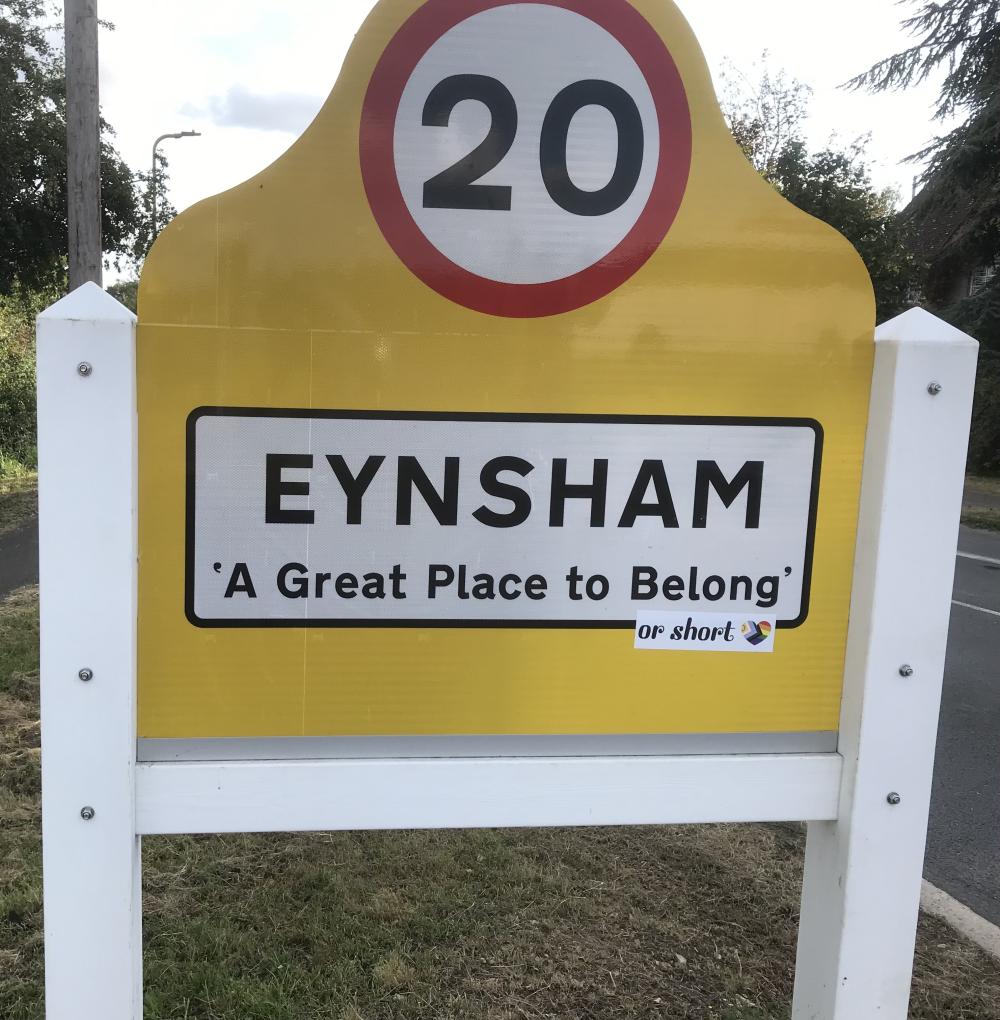 20
EYNSHAM
‘A Great Place to Belong’
or short